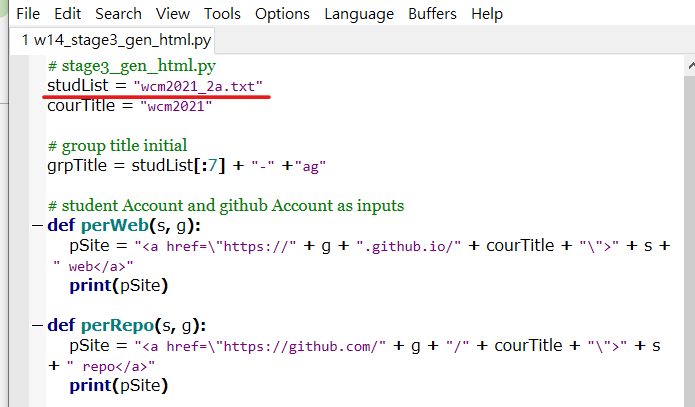 File Edit Search View Tools Options Language Buffers Help
1 w14_stage3_gen_html.py
# stage3_gen_html.py
studList = "wcm2021_2a.txt"
courTitle = "wcm2021"
# group title initial
grpTitle = studList[:7] + "-" +"ag"
# student Account and github Account as inputs
def perWeb(s, g):
pSite = "<a href=\"https://" + g + ".github.io/" + courTitle + "\">" + s +
" web</a>"
print(pSite)
def perRepo(s, g):
pSite = "<a href=\"https://github.com/" + g + "/" + courTitle + "\">" + s
+ " repo</a>"
print(pSite)